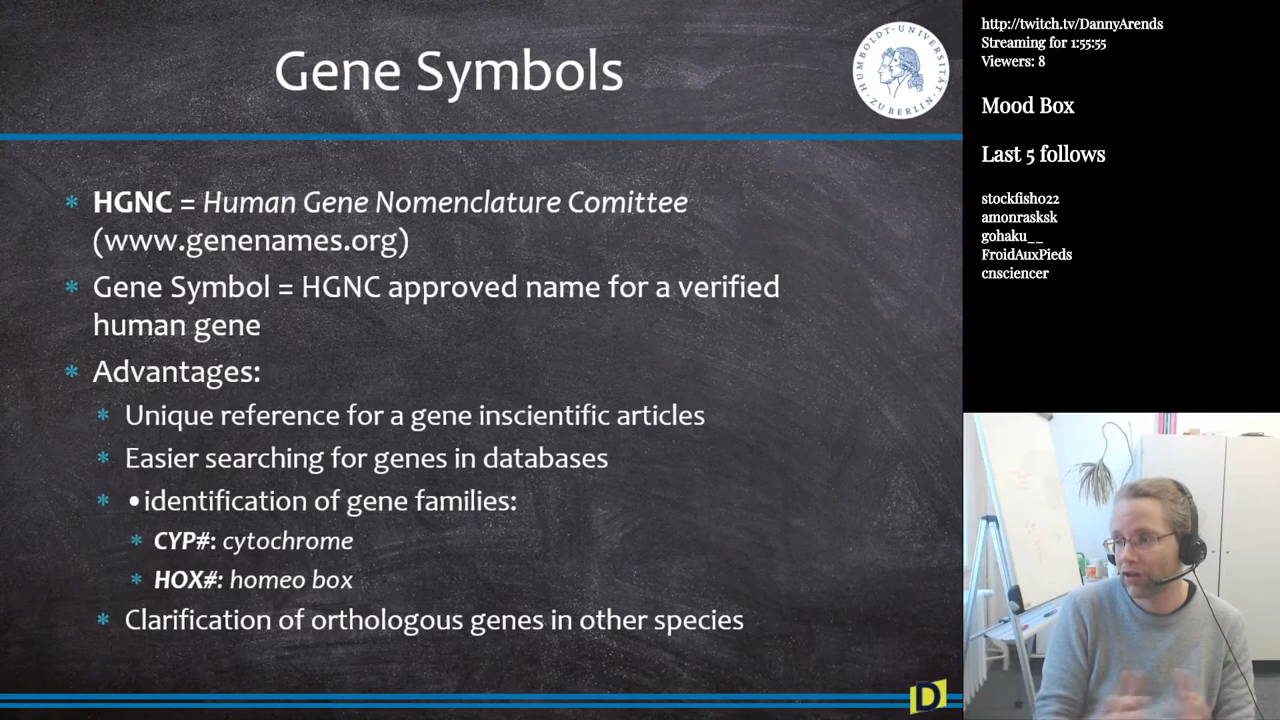 Gene Symbols
HUMBOLDT-UNIVERSITÄT
ZU BERLIN
* HGNC = Human Gene Nomenclature Comittee
(www.genenames.org)
* Gene Symbol = HGNC approved name for a verified
human gene
* Advantages:
* Unique reference for a gene inscientific articles
* Easier searching for genes in databases
* •identification of gene families:
* CYP#: cytochrome
* HOX#: homeo box
* Clarification of orthologous genes in other species
D
http://twitch.tv/DannyArends
Streaming for 1:55:55
Viewers: 8
Mood Box
Last 5 follows
stockfish022
amonrasksk
gohaku__
FroidAuxPieds
cnsciencer